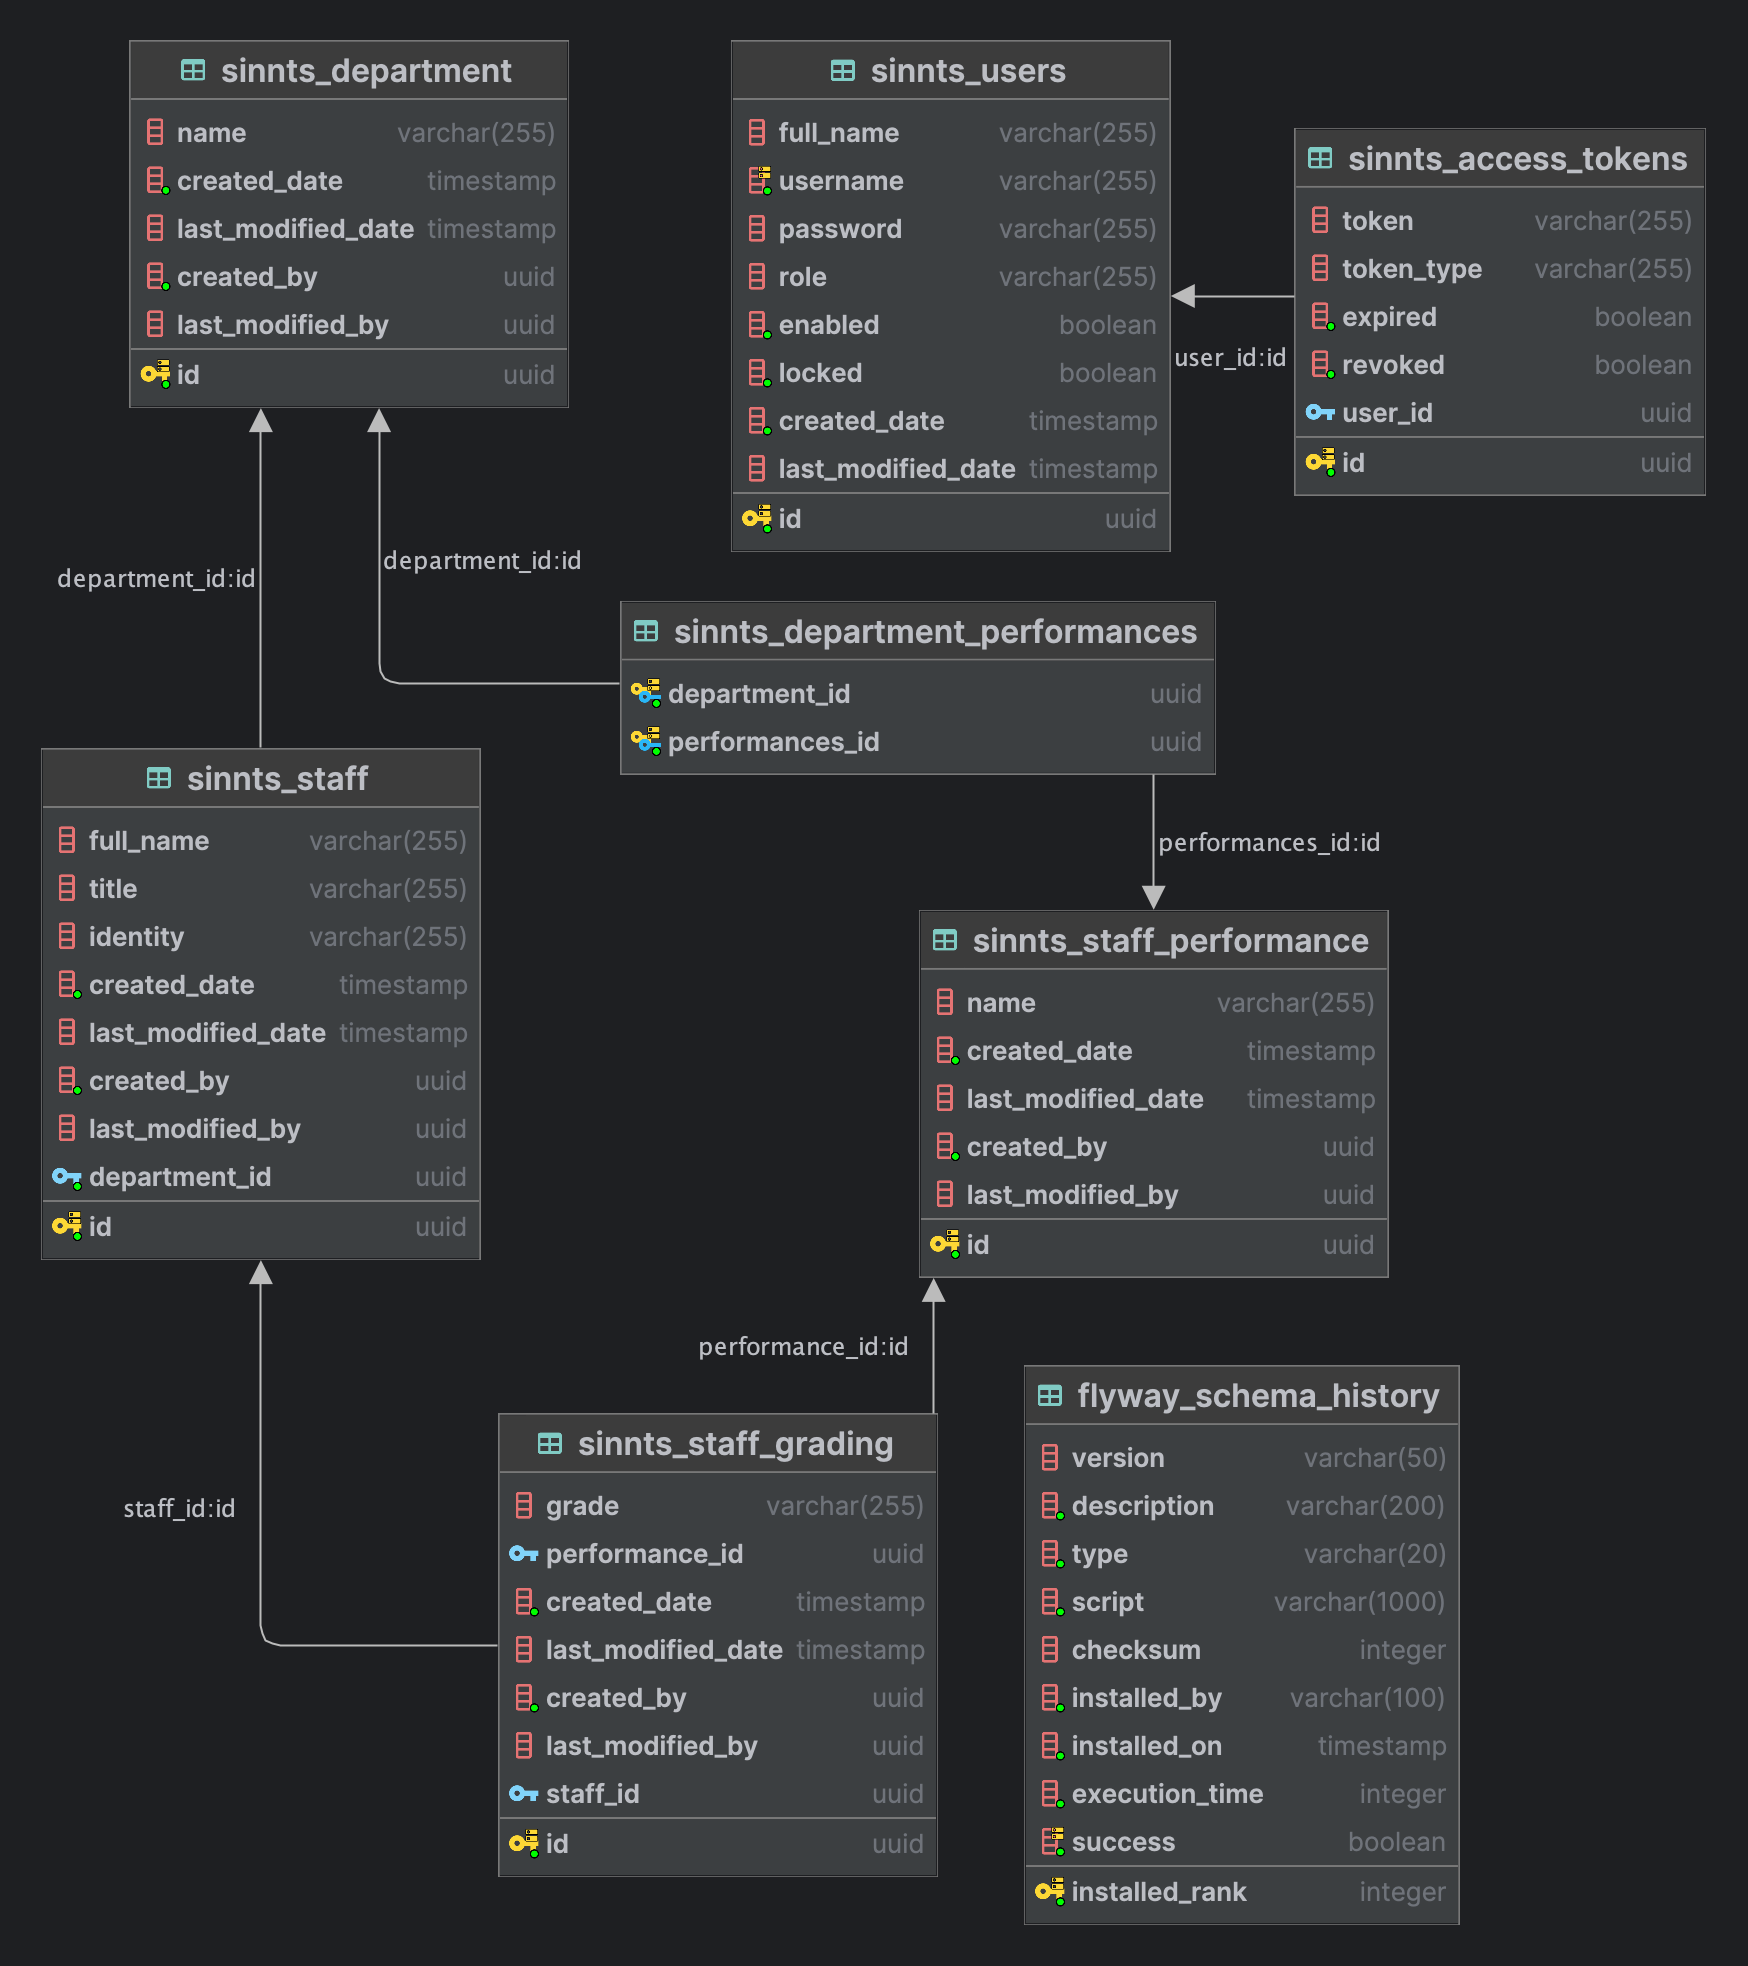 sinnts_department
name varchar(255)
created_date timestamp
last_modified_date timestamp
created_by uuid
last_modified_by uuid
id uuid
sinnts_users
full_name varchar(255)
username varchar(255)
password varchar(255)
role varchar(255)
enabled boolean
locked boolean
created_date timestamp
last_modified_date timestamp
id uuid
sinnts_access_tokens
token varchar(255)
token_type varchar(255)
expired boolean
revoked boolean
user_id uuid
id uuid
user_id:id
department_id:id
department_id:id
sinnts_department_performances
department_id uuid
performances_id uuid
sinnts_staff
full_name varchar(255)
title varchar(255)
identity varchar(255)
created_date timestamp
last_modified_date timestamp
created_by uuid
last_modified_by uuid
department_id uuid
id uuid
performances_id:id
sinnts_staff_performance
name varchar(255)
created_date timestamp
last_modified_date timestamp
created_by uuid
last_modified_by uuid
id uuid
performance_id:id
staff_id:id
sinnts_staff_grading
grade varchar(255)
performance_id uuid
created_date timestamp
last_modified_date timestamp
created_by uuid
last_modified_by uuid
staff_id uuid
id uuid
flyway_schema_history
version varchar(50)
description varchar(200)
type varchar(20)
script varchar(1000)
checksum integer
installed_by varchar(100)
installed_on timestamp
execution_time integer
success boolean
installed_rank integer